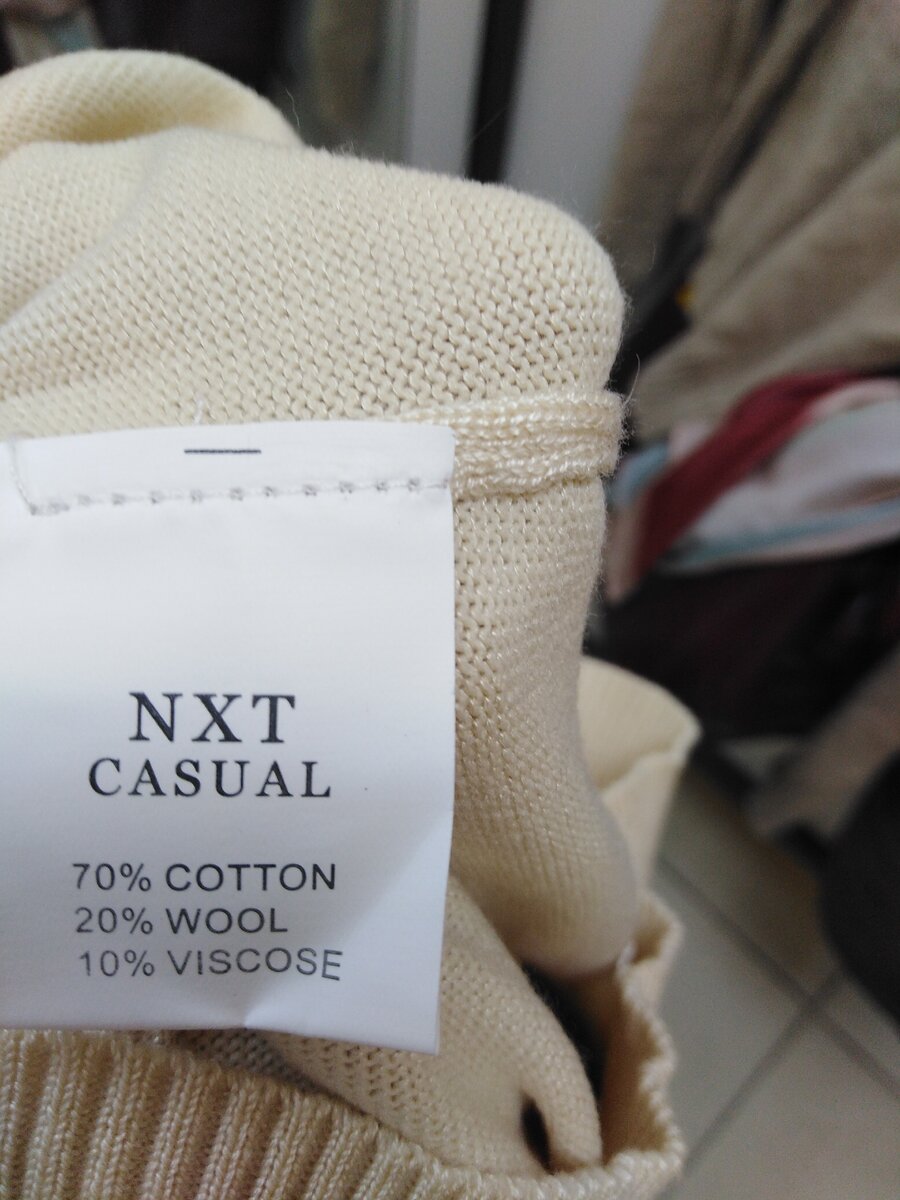 NXT
CASUAL
70% COTTON
20% WOOL
10% VISCOSE